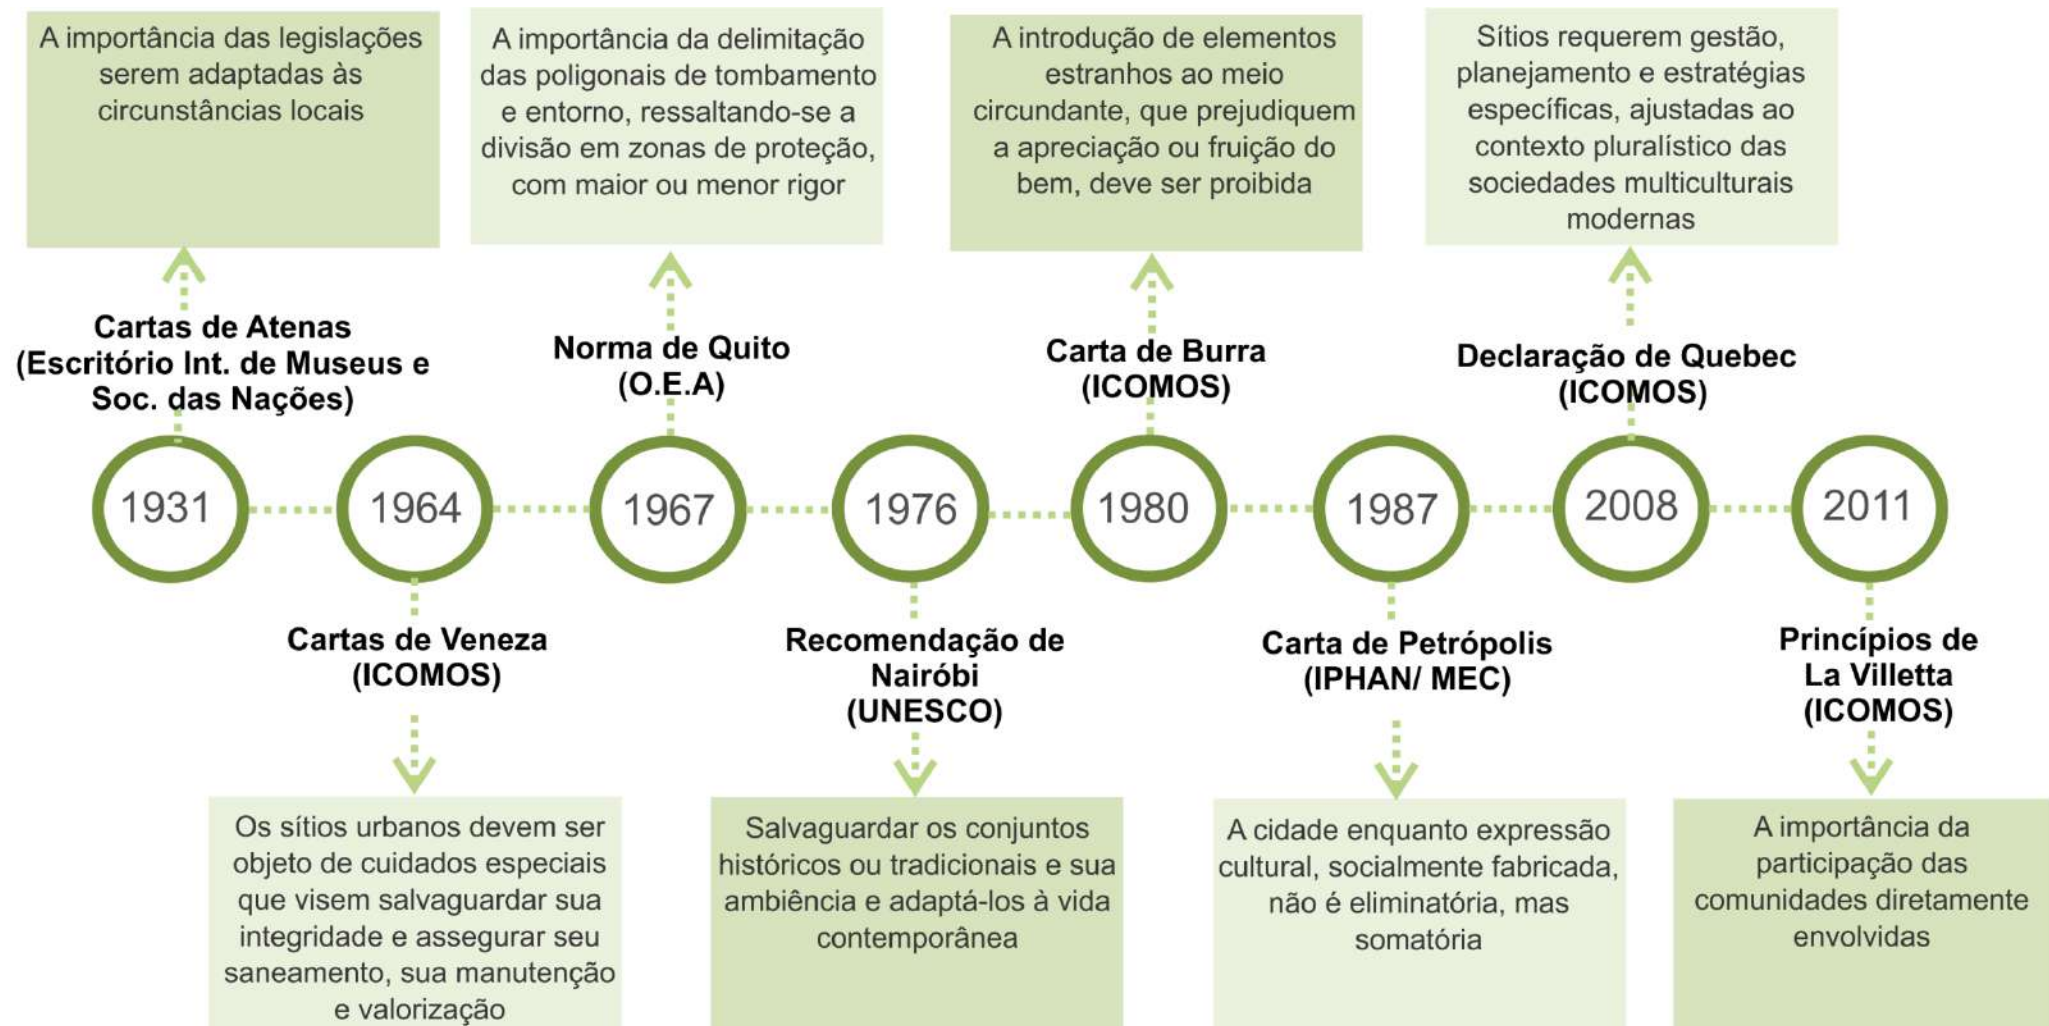 A importância das legislações
serem adaptadas às
circunstâncias locais
A importância da delimitação
das poligonais de tombamento
e entorno, ressaltando-se a
divisão em zonas de proteção,
com maior ou menor rigor
A introdução de elementos
estranhos ao meio
circundante, que prejudiquem
a apreciação ou fruição do
bem, deve ser proibida
Sítios requerem gestão,
planejamento e estratégias
específicas, ajustadas ao
contexto pluralístico das
sociedades multiculturais
modernas
Cartas de Atenas
(Escritório Int. de Museus e
Soc. das Nações)
Norma de Quito
(O.E.A)
Carta de Burra
(ICOMOS)
Declaração de Quebec
(ICOMOS)
1931
1964
1967
1976
1980
1987
2008
2011
Cartas de Veneza
(ICOMOS)
Recomendação de
Nairóbi
(UNESCO)
Carta de Petrópolis
(IPHAN/ MEC)
Princípios de
La Villetta
(ICOMOS)
Os sítios urbanos devem ser
objeto de cuidados especiais
que visem salvaguardar sua
integridade e assegurar seu
saneamento, sua manutenção
e valorização
Salvaguardar os conjuntos
históricos ou tradicionais e sua
ambiência e adaptá-los à vida
contemporânea
A cidade enquanto expressão
cultural, socialmente fabricada,
não é eliminatória, mas
somatória
A importância da
participação das
comunidades diretamente
envolvidas